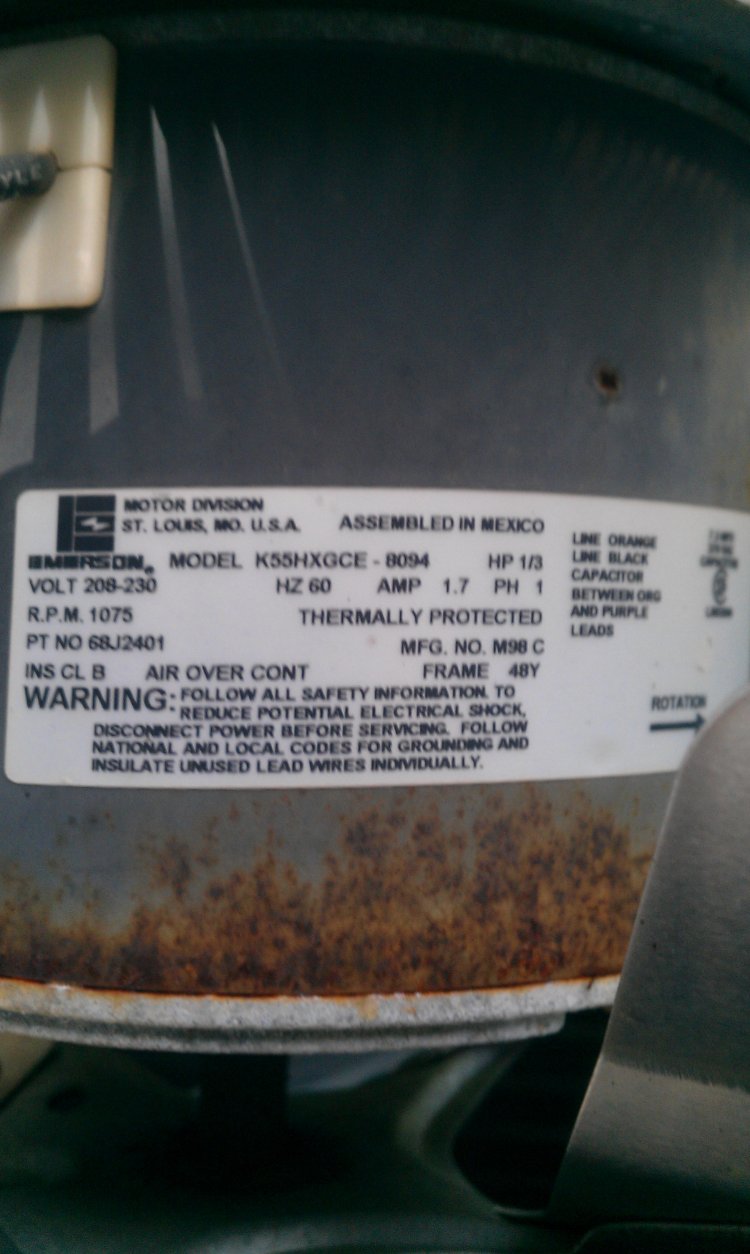 YLE
MOTOR DIVISION
ST. LOUIS, MO. U.S.A. ASSEMBLED IN MEXICO
EMERSON® MODEL K55HXGCE - 8094 HP 1/3
VOLT 208-230 HZ 60 AMP 1.7 PH 1
R.P.M. 1075 THERMALLY PROTECTED
PT NO 68J2401 MFG. NO. M98 C
INS CL B AIR OVER CONT FRAME 48Y
WARNING: FOLLOW ALL SAFETY INFORMATION. TO
REDUCE POTENTIAL ELECTRICAL SHOCK,
DISCONNECT POWER BEFORE SERVICING. FOLLOW
NATIONAL AND LOCAL CODES FOR GROUNDING AND
INSULATE UNUSED LEAD WIRES INDIVIDUALLY.
LINE ORANGE
LINE BLACK
CAPACITOR
BETWEEN ORG
AND PURPLE
LEADS
CAPACITOR
ROTATION